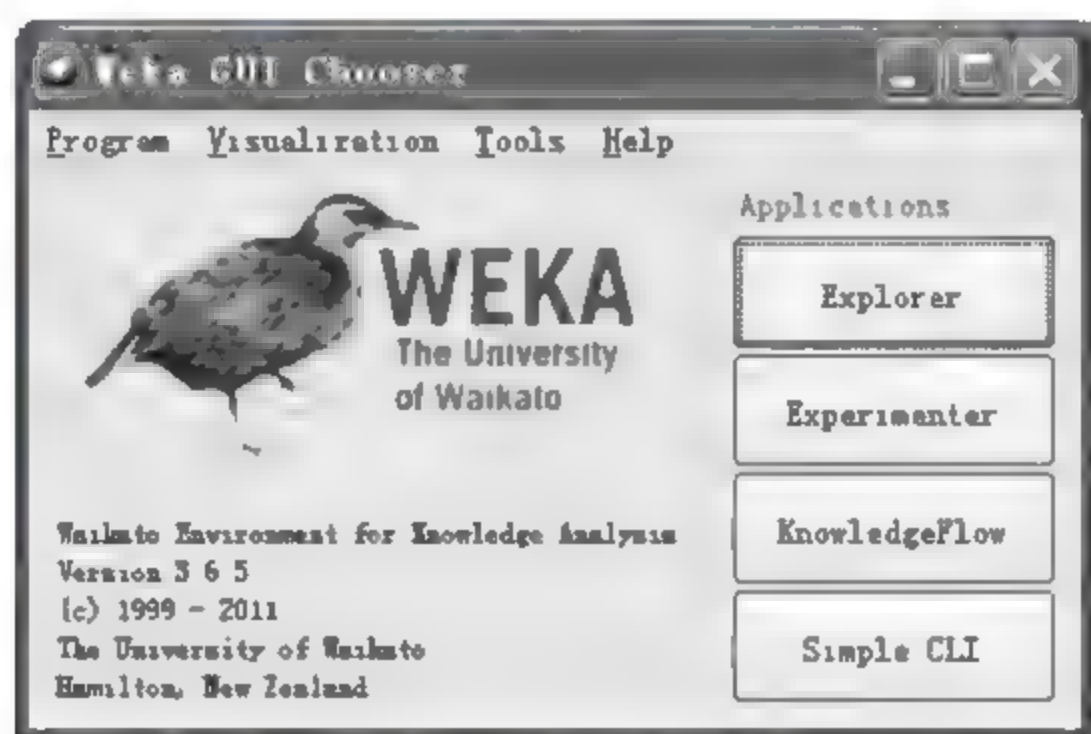 Weka GUI Chooser
Program Visualization Tools Help
WEKA
The University
of Waikato
Waikato Environment for Knowledge Analysis
Version 3 6 5
(c) 1999 - 2011
The University of Waikato
Hamilton, New Zealand
Applications
Explorer
Experimenter
KnowledgeFlow
Simple CLI